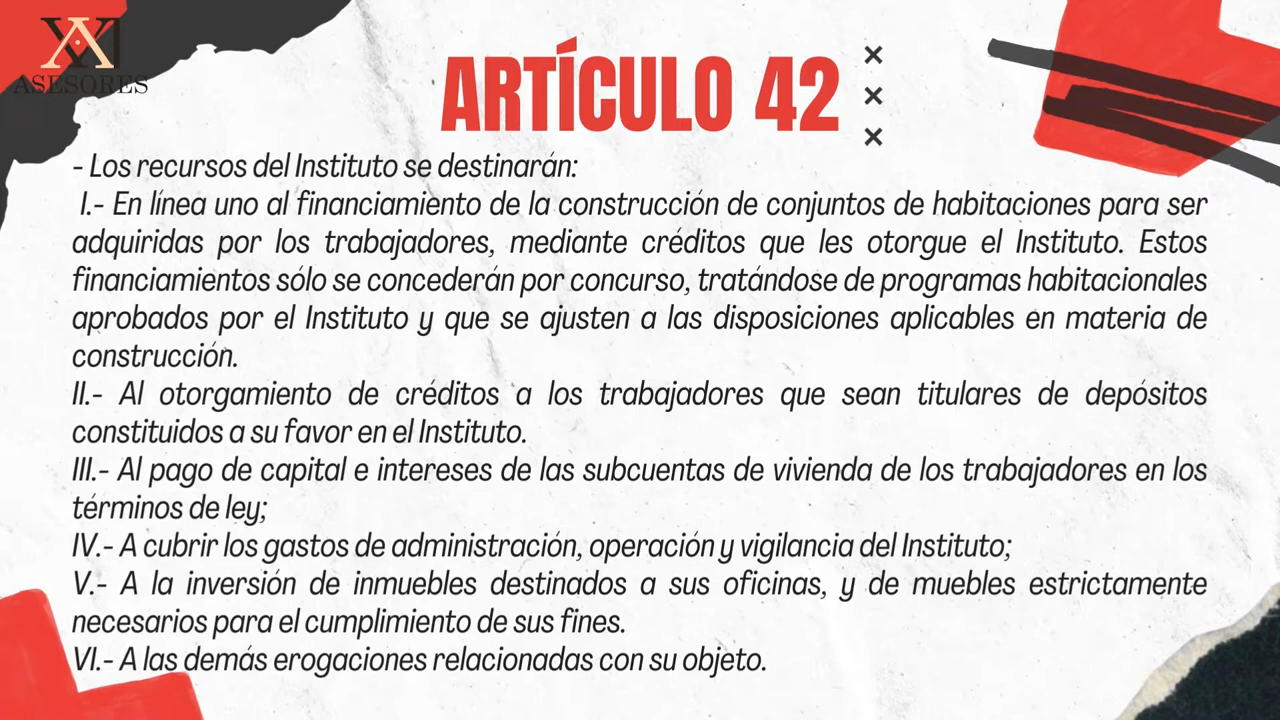 ASESORES
ARTÍCULO 42
- Los recursos del Instituto se destinarán:
I.- En línea uno al financiamiento de la construcción de conjuntos de habitaciones para ser
adquiridas por los trabajadores, mediante créditos que les otorgue el Instituto. Estos
financiamientos sólo se concederán por concurso, tratándose de programas habitacionales
aprobados por el Instituto y que se ajusten a las disposiciones aplicables en materia de
construcción.
II.- Al otorgamiento de créditos a los trabajadores que sean titulares de depósitos
constituidos a su favor en el Instituto.
III.- Al pago de capital e intereses de las subcuentas de vivienda de los trabajadores en los
términos de ley;
IV.- A cubrir los gastos de administración, operación y vigilancia del Instituto;
V.- A la inversión de inmuebles destinados a sus oficinas, y de muebles estrictamente
necesarios para el cumplimiento de sus fines.
VI.- A las demás erogaciones relacionadas con su objeto.